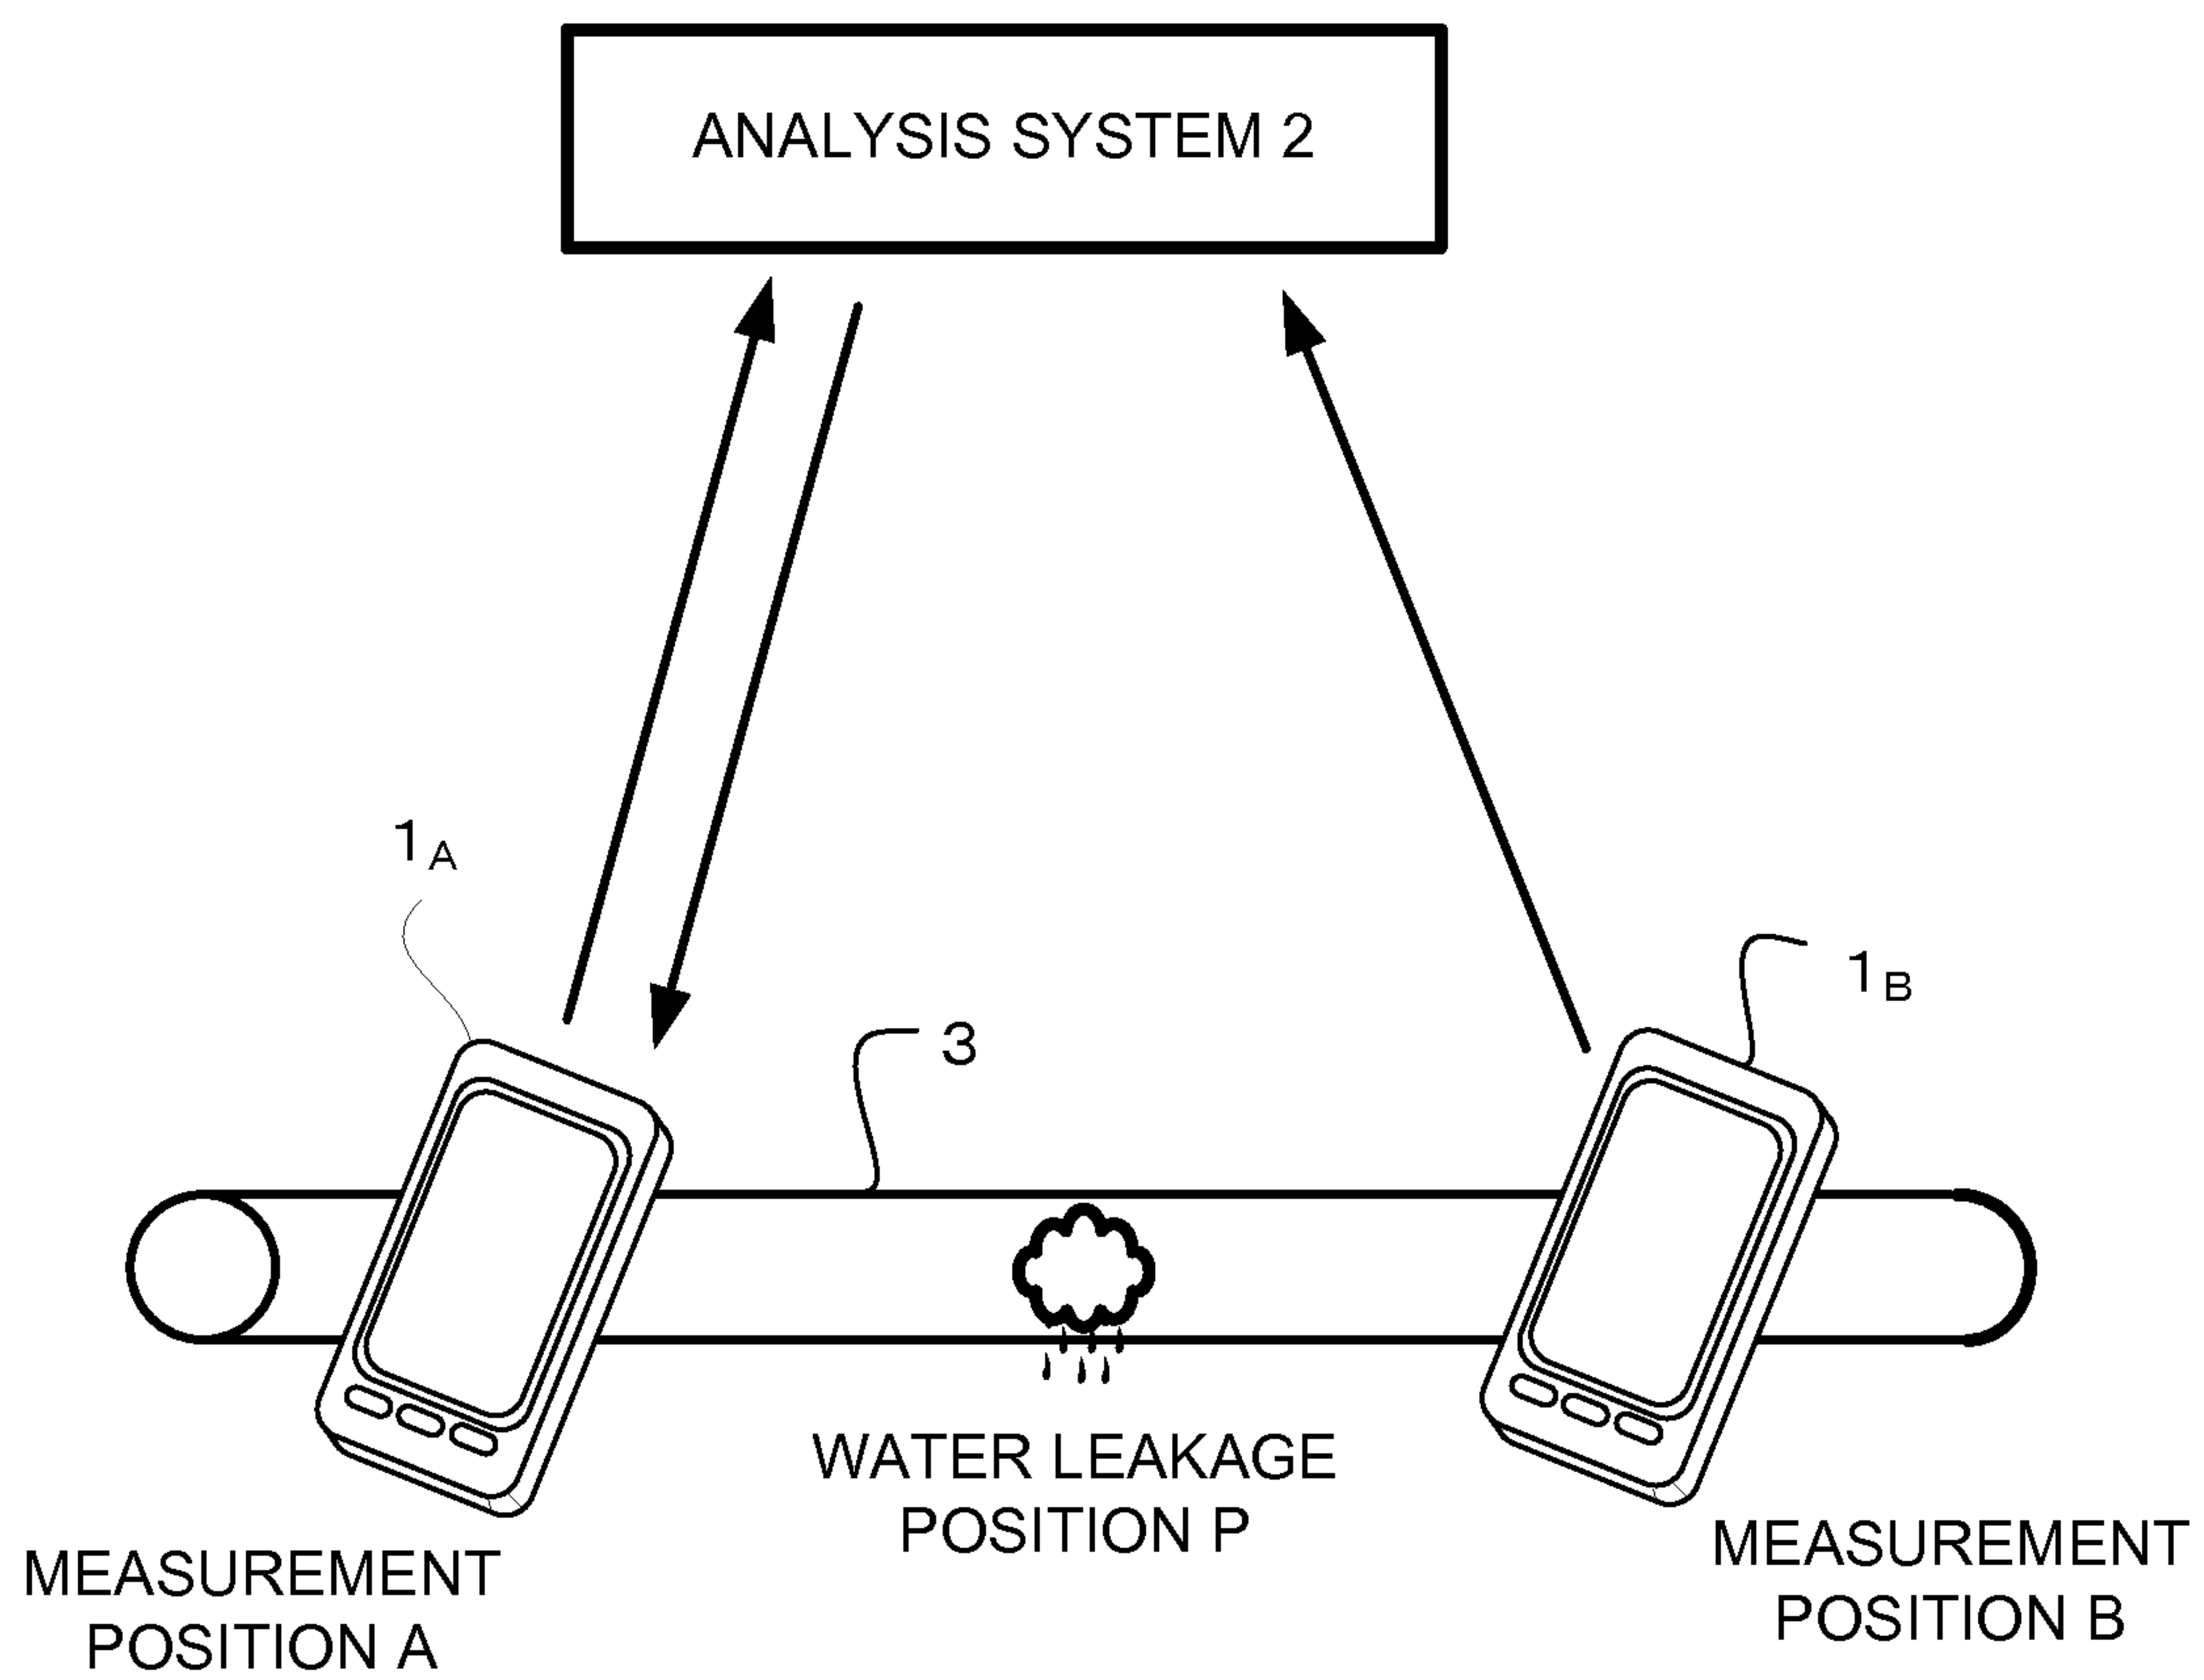 ANALYSIS SYSTEM 2
1A
1B
3
WATER LEAKAGE
POSITION P
MEASUREMENT
POSITION A
MEASUREMENT
POSITION B